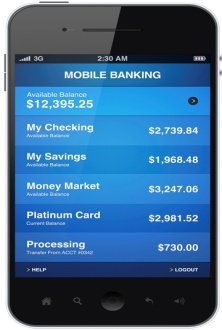 3G 2:30 AM
MOBILE BANKING
Available Balance
$12,395.25 >
My Checking $2,739.84
Available Balance
My Savings $1,968.48
Available Balance
Money Market $3,247.06
Available Balance
Platinum Card $2,981.52
Current Balance
Processing $730.00
Transfer From ACCT #0342
> HELP > LOGOUT